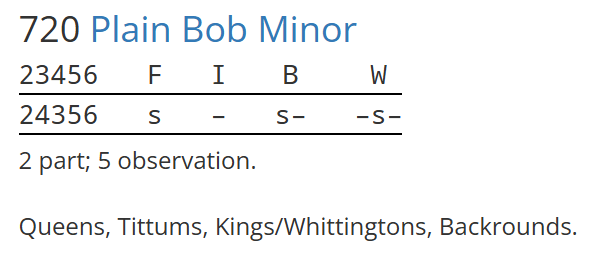 720 Plain Bob Minor
23456 F I B W
24356 s – s– –s–
2 part; 5 observation.
Queens, Tittums, Kings/Whittingtons, Backrounds.